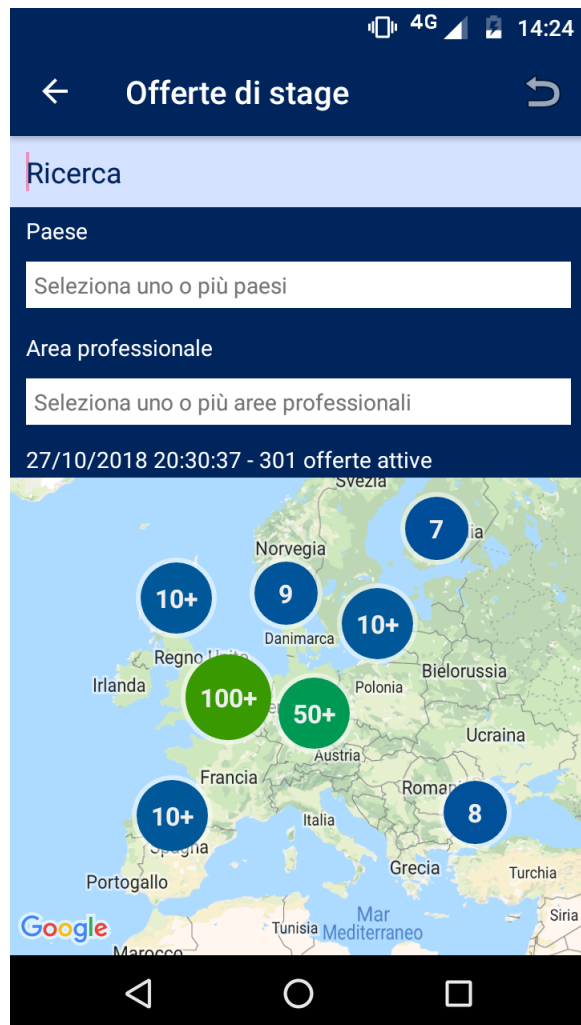 4G 14:24
Offerte di stage
Ricerca
Paese
Seleziona uno o più paesi
Area professionale
Seleziona uno o più aree professionali
27/10/2018 20:30:37 - 301 offerte attive
Svezia
7
Norvegia
10+
9
10+
Danimarca
Regno Unito
Irlanda
Bielorussia
Polonia
100+
50+
Ucraina
Austria
Francia
8
10+
Italia
Spagna
Grecia
Turchia
Portogallo
Mar
Mediterraneo
Siria
Google
Tunisia
Marocco